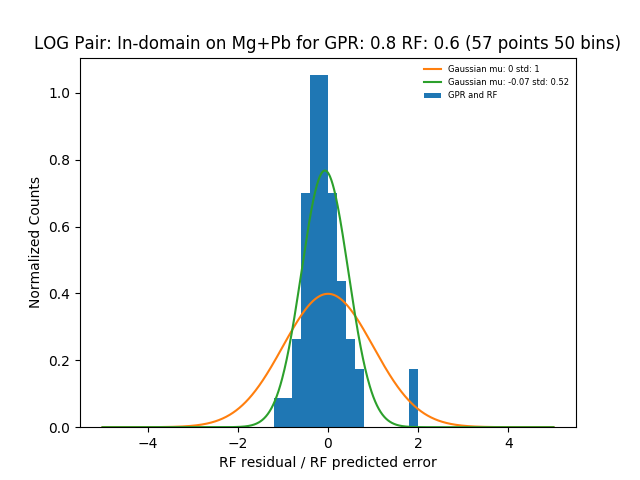 LOG Pair: In-domain on Mg+Pb for GPR: 0.8 RF: 0.6 (57 points 50 bins)
Gaussian mu: 0 std: 1
Gaussian mu: -0.07 std: 0.52
GPR and RF
Normalized Counts
1.0
0.8
0.6
0.4
0.2
0.0
−4 −2 0 2 4
RF residual / RF predicted error